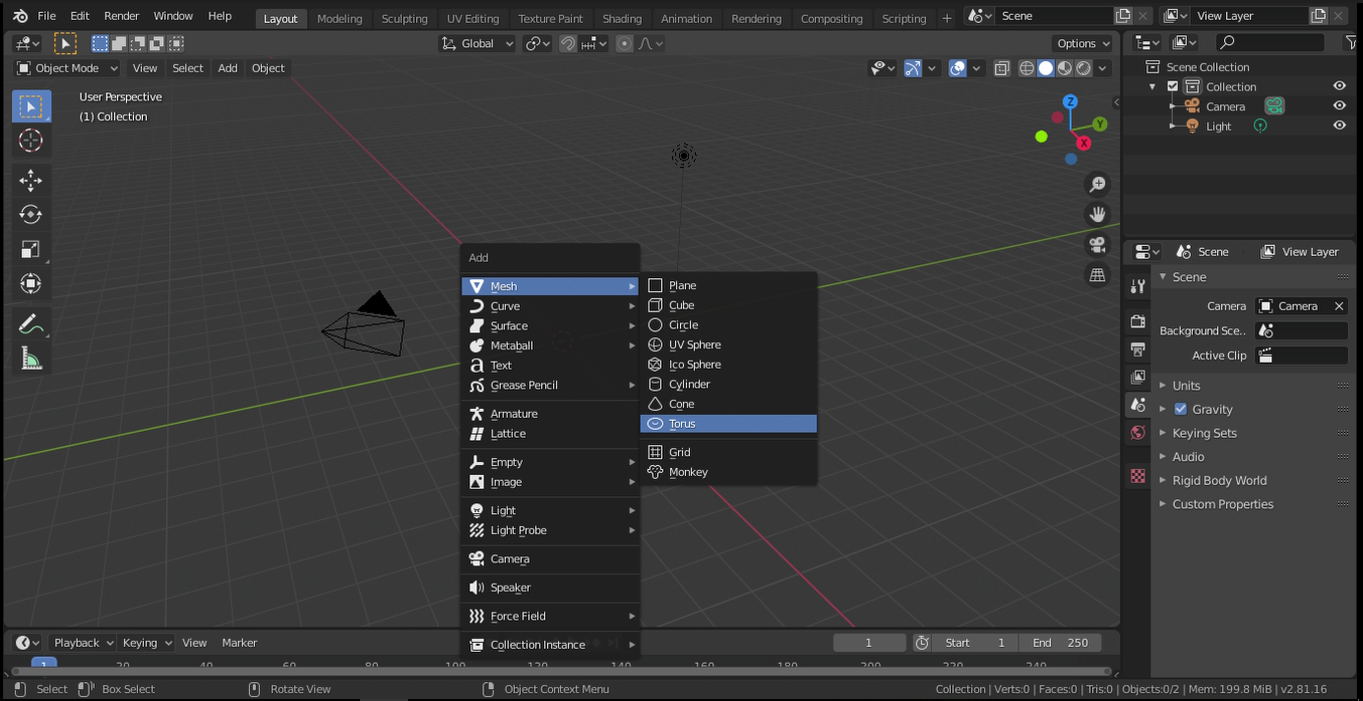 File Edit Render Window Help Layout Modeling Sculpting UV Editing Texture Paint Shading Animation Rendering Compositing Scripting + Scene View Layer
Global Options
Object Mode View Select Add Object
User Perspective
(1) Collection
Z
Y
X
Scene Collection
Collection
Camera
Light
Add
Mesh
Curve
Surface
Metaball
Text
Grease Pencil
Armature
Lattice
Empty
Image
Light
Light Probe
Camera
Speaker
Force Field
Collection Instance
Plane
Cube
Circle
UV Sphere
Ico Sphere
Cylinder
Cone
Torus
Grid
Monkey
Scene View Layer
Scene
Camera Camera
Background Sce..
Active Clip
Units
Gravity
Keying Sets
Audio
Rigid Body World
Custom Properties
Playback Keying View Marker 1 Start 1 End 250
1 20 40 60 80 100 120 140 160 180 200 220 240
Select Box Select Rotate View Object Context Menu Collection | Verts:0 | Faces:0 | Tris:0 | Objects:0/2 | Mem: 199.8 MiB | v2.81.16